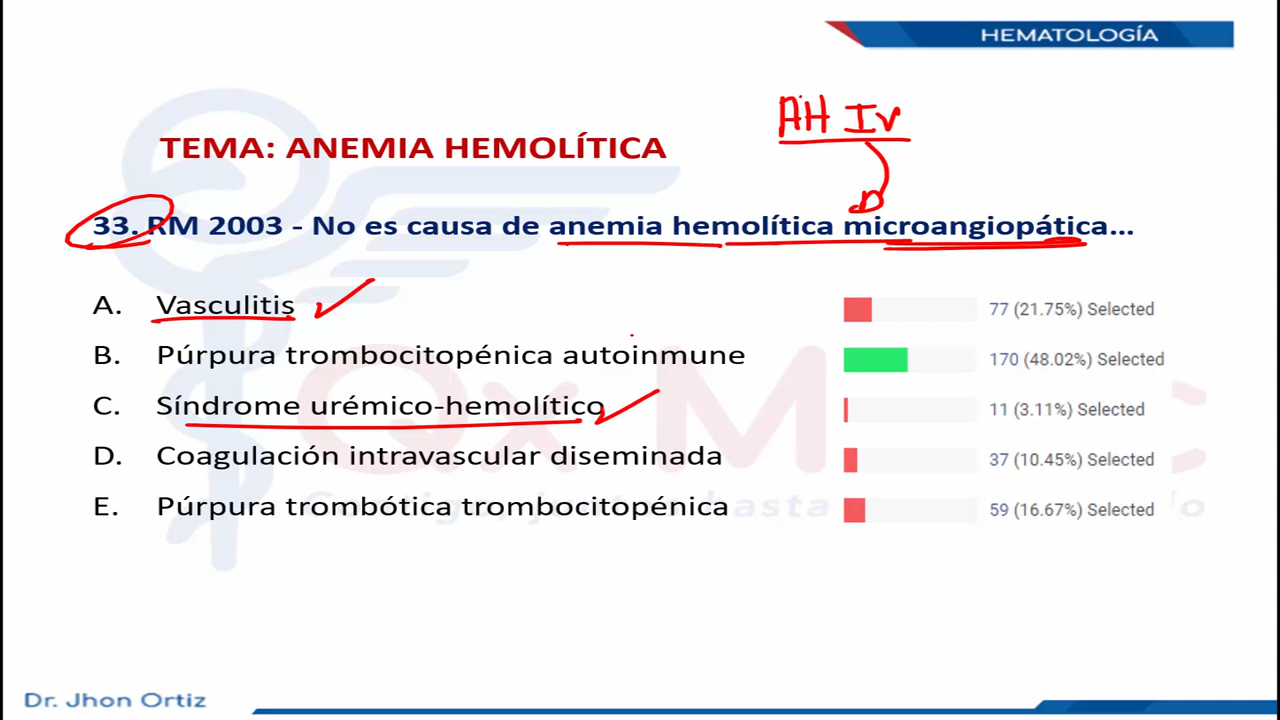 HEMATOLOGÍA
AH Iv
TEMA: ANEMIA HEMOLÍTICA
33. RM 2003 - No es causa de anemia hemolítica microangiopática...
A. Vasculitis 77 (21.75%) Selected
B. Púrpura trombocitopénica autoinmune 170 (48.02%) Selected
C. Síndrome urémico-hemolítico 11 (3.11%) Selected
D. Coagulación intravascular diseminada 37 (10.45%) Selected
E. Púrpura trombótica trombocitopénica 59 (16.67%) Selected
Dr. Jhon Ortiz